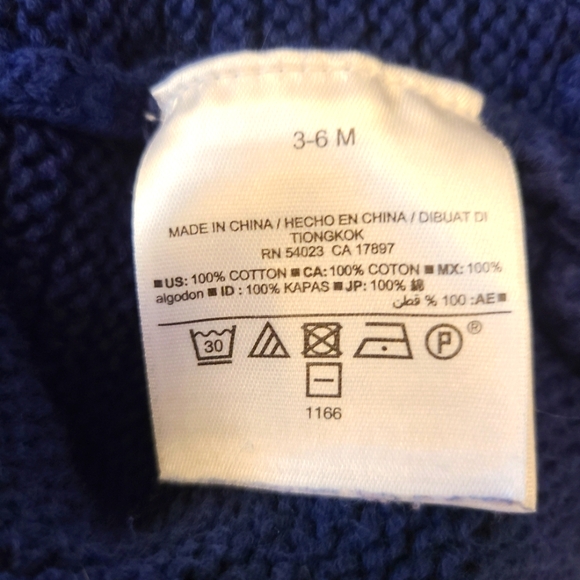 3-6 M
MADE IN CHINA / HECHO EN CHINA / DIBUAT DI
TIONGKOK
RN 54023 CA 17897
■ US: 100% COTTON ■ CA: 100% COTON ■ MX: 100%
algodon ■ ID : 100% KAPAS ■ JP: 100% 綿
■AE: 100 % قطن
30 P ®
1166